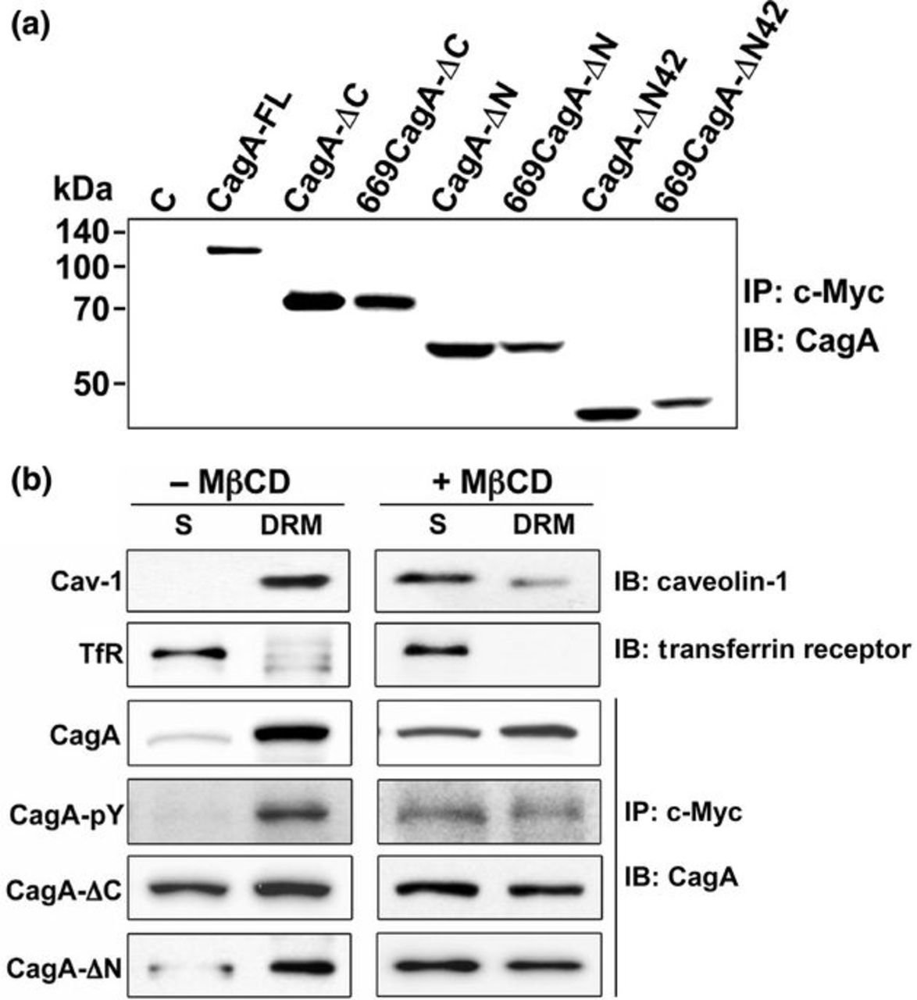 (a)
kDa
C
CagA-FL
CagA-ΔC
669CagA-ΔC
CagA-ΔN
669CagA-ΔN
CagA-ΔN42
669CagA-ΔN42
140
100
70
50
IP: c-Myc
IB: CagA
(b)
– MβCD
+ MβCD
S DRM S DRM
Cav-1
IB: caveolin-1
TfR
IB: transferrin receptor
CagA
CagA-pY
IP: c-Myc
CagA-ΔC
IB: CagA
CagA-ΔN